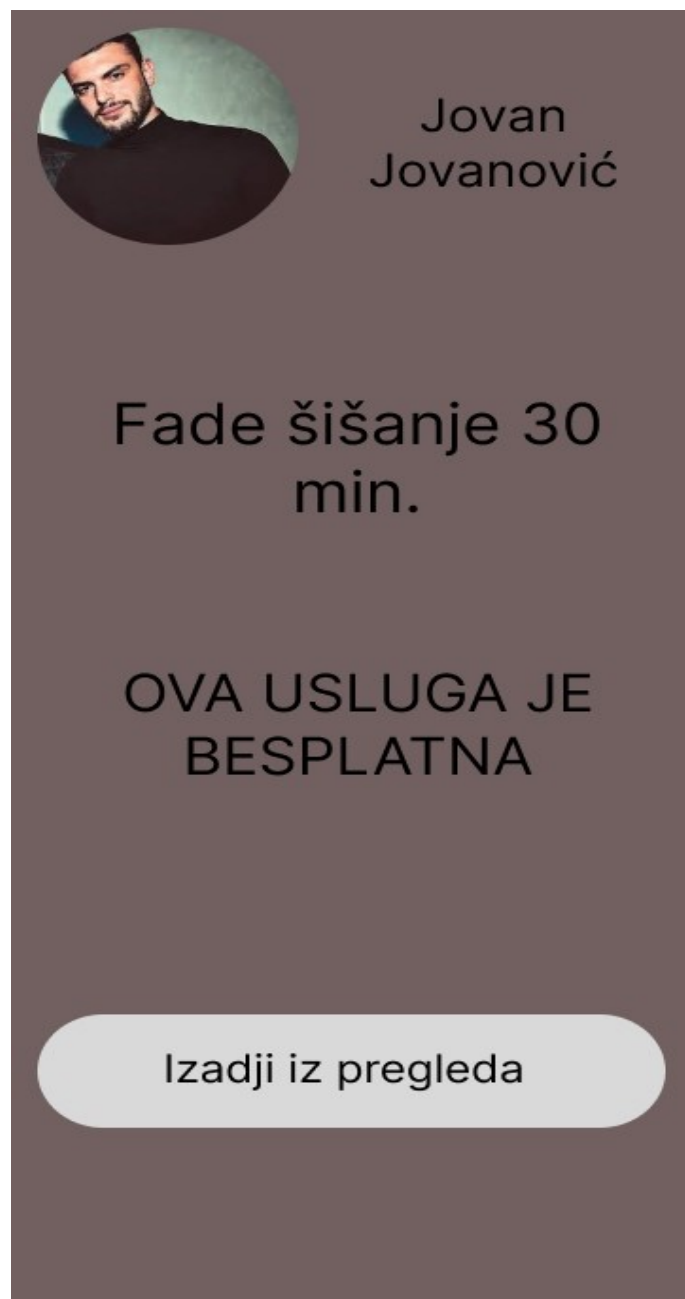 Jovan
Jovanović
Fade šišanje 30
min.
OVA USLUGA JE
BESPLATNA
Izadji iz pregleda